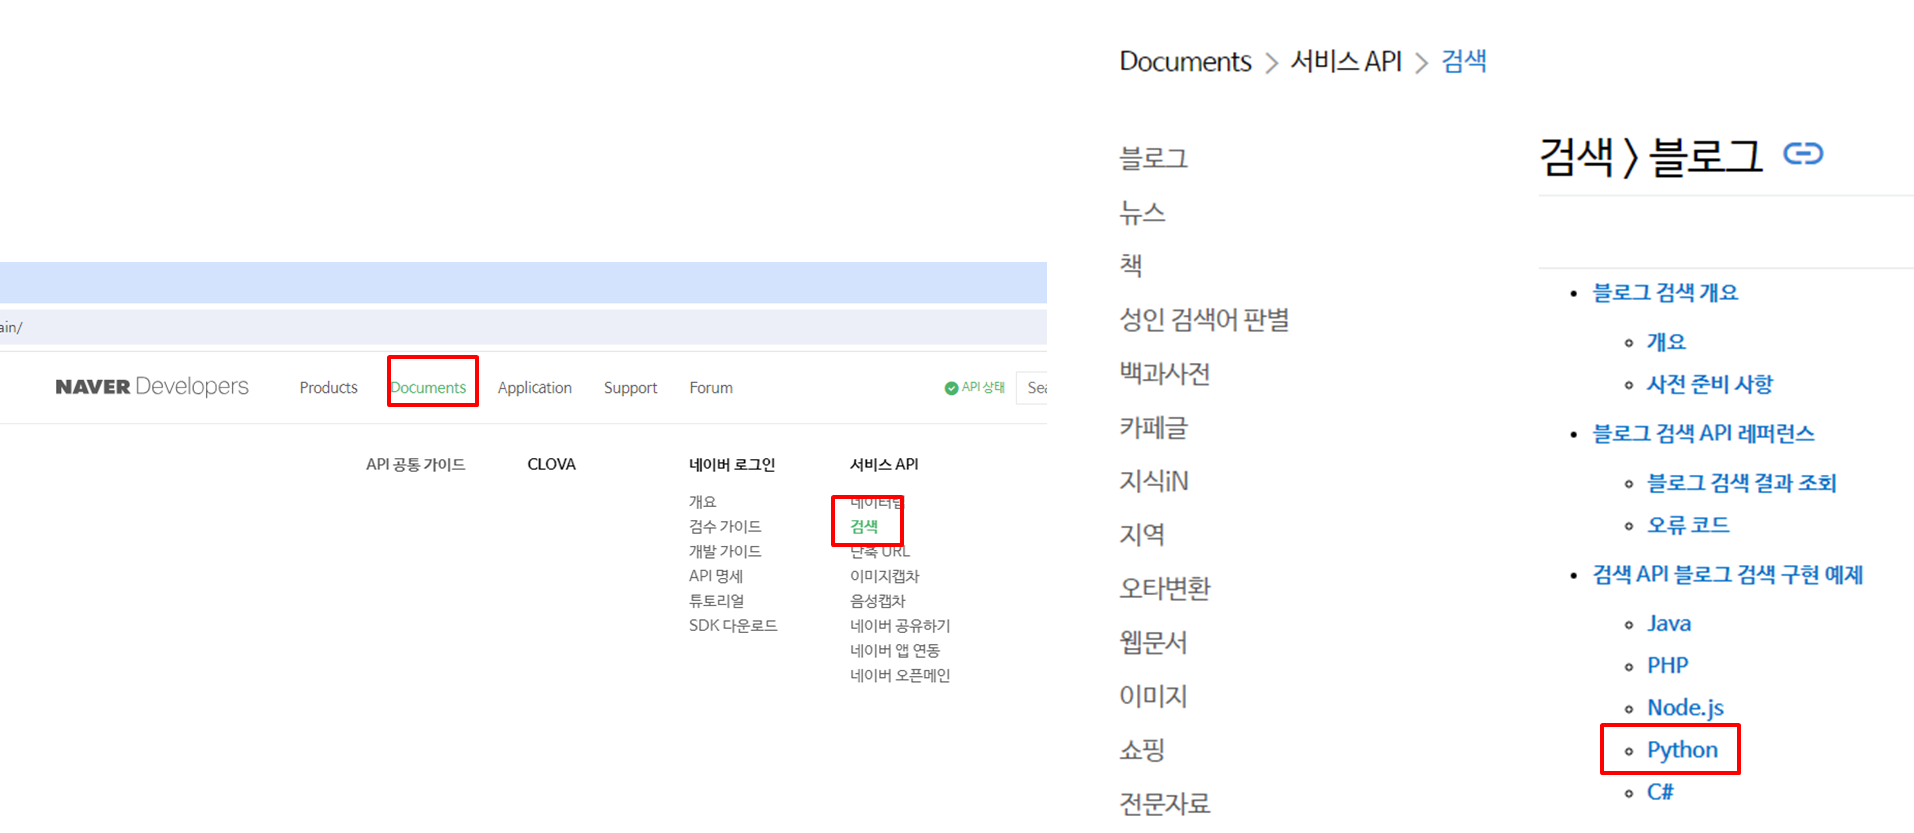 ain/
NAVER Developers
Products
Documents
Application
Support
Forum
API 상태
Sea
API 공통 가이드
CLOVA
네이버 로그인
개요
검수 가이드
개발 가이드
API 명세
튜토리얼
SDK 다운로드
서비스 API
데이터랩
검색
단축 URL
이미지캡차
음성캡차
네이버 공유하기
네이버 앱 연동
네이버 오픈메인
Documents > 서비스 API > 검색
블로그
뉴스
책
성인 검색어 판별
백과사전
카페글
지식iN
지역
오타변환
웹문서
이미지
쇼핑
전문자료
검색 〉블로그
• 블로그 검색 개요
◦ 개요
◦ 사전 준비 사항
• 블로그 검색 API 레퍼런스
◦ 블로그 검색 결과 조회
◦ 오류 코드
• 검색 API 블로그 검색 구현 예제
◦ Java
◦ PHP
◦ Node.js
◦ Python
◦ C#